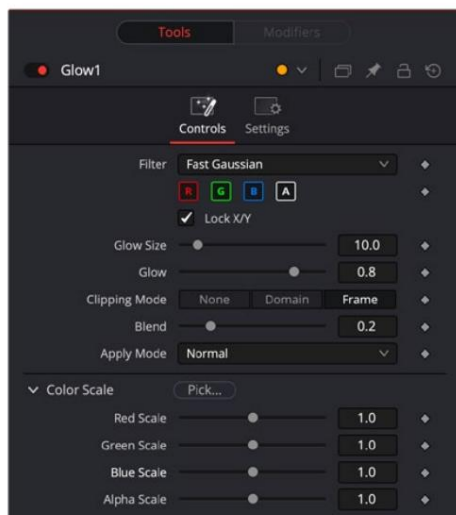 Tools Modifiers
Glow1
Controls Settings
Filter Fast Gaussian
R G B A
Lock X/Y
Glow Size 10.0
Glow 0.8
Clipping Mode None Domain Frame
Blend 0.2
Apply Mode Normal
Color Scale Pick...
Red Scale 1.0
Green Scale 1.0
Blue Scale 1.0
Alpha Scale 1.0